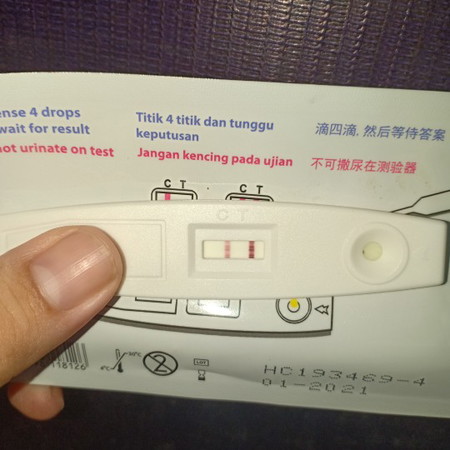 ense 4 drops
wait for result
not urinate on test
Titik 4 titik dan tunggu
keputusan
Jangan kencing pada ujian
滴四滴, 然后等待答案
不可撒尿在测验器
C T
C T
C T
LOT
118126
HC193469-4
01-2021